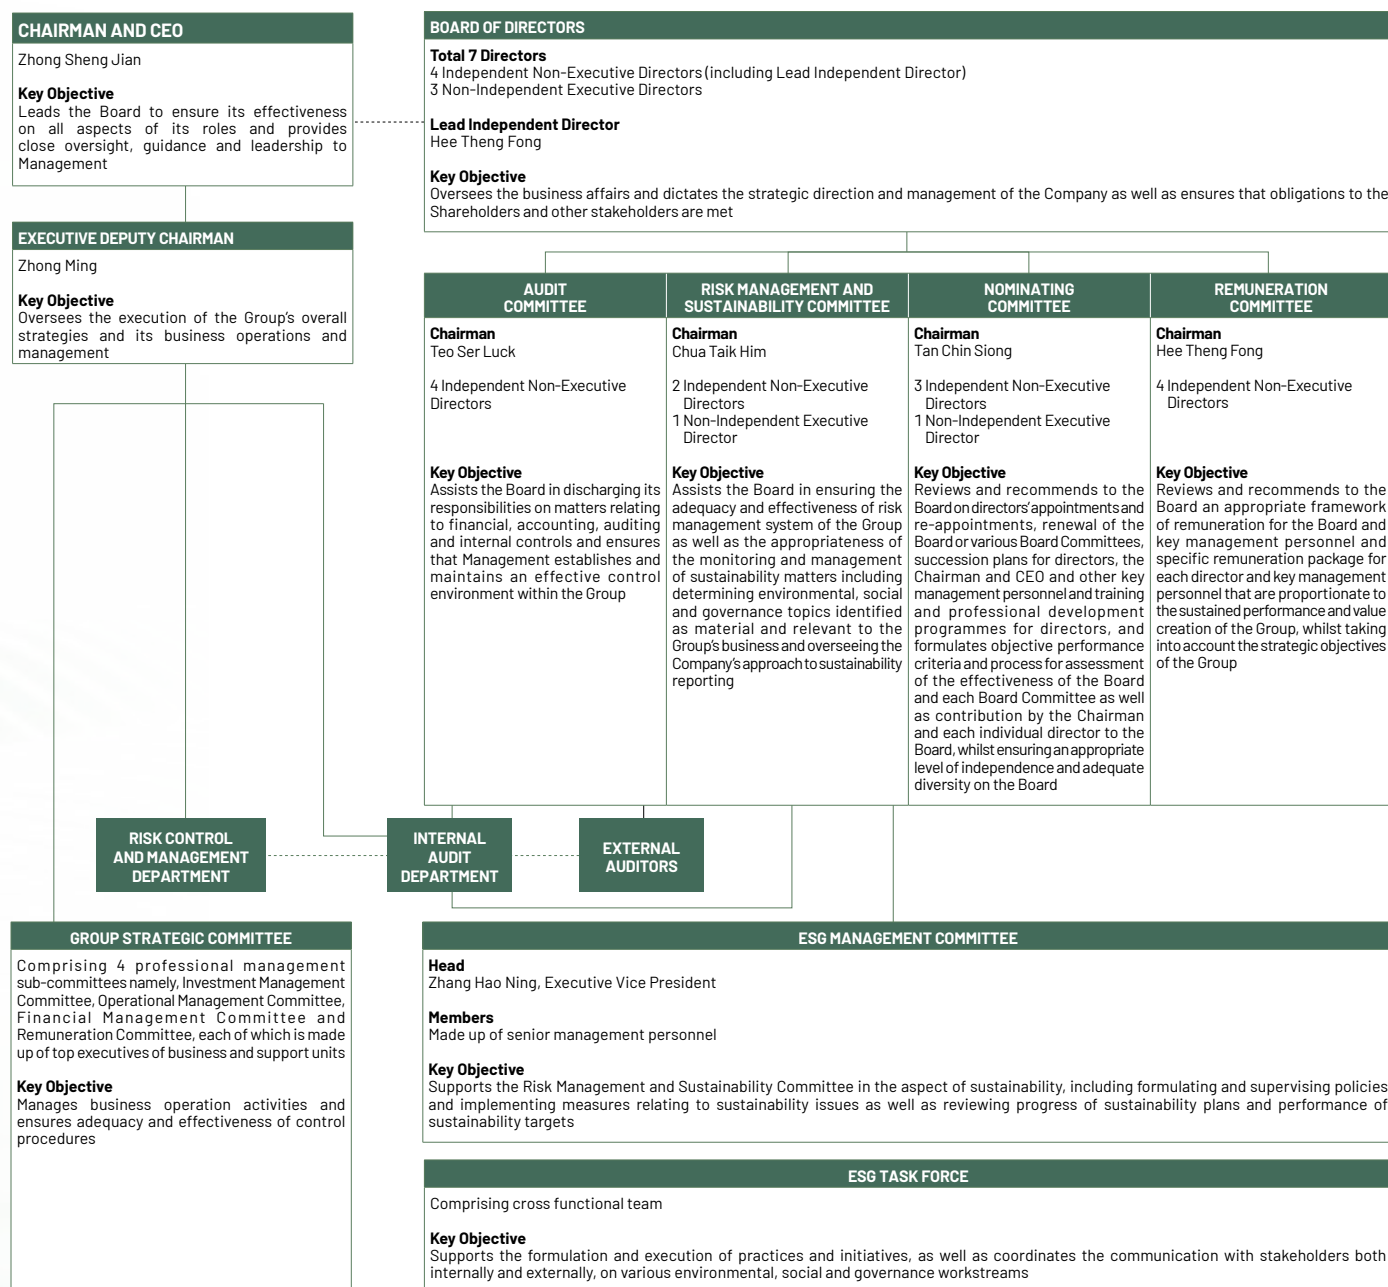 CHAIRMAN AND CEO
Zhong Sheng Jian
Key Objective
Leads the Board to ensure its effectiveness
on all aspects of its roles and provides
close oversight, guidance and leadership to
Management
BOARD OF DIRECTORS
Total 7 Directors
4 Independent Non-Executive Directors (including Lead Independent Director)
3 Non-Independent Executive Directors
Lead Independent Director
Hee Theng Fong
Key Objective
Oversees the business affairs and dictates the strategic direction and management of the Company as well as ensures that obligations to the
Shareholders and other stakeholders are met
EXECUTIVE DEPUTY CHAIRMAN
Zhong Ming
Key Objective
Oversees the execution of the Group's overall
strategies and its business operations and
management
AUDIT
COMMITTEE
Chairman
Teo Ser Luck
4 Independent Non-Executive
Directors
Key Objective
Assists the Board in discharging its
responsibilities on matters relating
to financial, accounting, auditing
and internal controls and ensures
that Management establishes and
maintains an effective control
environment within the Group
RISK MANAGEMENT AND
SUSTAINABILITY COMMITTEE
Chairman
Chua Taik Him
2 Independent Non-Executive
Directors
1 Non-Independent Executive
Director
Key Objective
Assists the Board in ensuring the
adequacy and effectiveness of risk
management system of the Group
as well as the appropriateness of
the monitoring and management
of sustainability matters including
determining environmental, social
and governance topics identified
as material and relevant to the
Group's business and overseeing the
Company's approach to sustainability
reporting
NOMINATING
COMMITTEE
Chairman
Tan Chin Siong
3 Independent Non-Executive
Directors
1 Non-Independent Executive
Director
Key Objective
Reviews and recommends to the
Board on directors' appointments and
re-appointments, renewal of the
Board or various Board Committees,
succession plans for directors, the
Chairman and CEO and other key
management personnel and training
and professional development
programmes for directors, and
formulates objective performance
criteria and process for assessment
of the effectiveness of the Board
and each Board Committee as well
as contribution by the Chairman
and each individual director to the
Board, whilst ensuring an appropriate
level of independence and adequate
diversity on the Board
REMUNERATION
COMMITTEE
Chairman
Hee Theng Fong
4 Independent Non-Executive
Directors
Key Objective
Reviews and recommends to the
Board an appropriate framework
of remuneration for the Board and
key management personnel and
specific remuneration package for
each director and key management
personnel that are proportionate to
the sustained performance and value
creation of the Group, whilst taking
into account the strategic objectives
of the Group
RISK CONTROL
AND MANAGEMENT
DEPARTMENT
INTERNAL
AUDIT
DEPARTMENT
EXTERNAL
AUDITORS
GROUP STRATEGIC COMMITTEE
Comprising 4 professional management
sub-committees namely, Investment Management
Committee, Operational Management Committee,
Financial Management Committee and
Remuneration Committee, each of which is made
up of top executives of business and support units
Key Objective
Manages business operation activities and
ensures adequacy and effectiveness of control
procedures
ESG MANAGEMENT COMMITTEE
Head
Zhang Hao Ning, Executive Vice President
Members
Made up of senior management personnel
Key Objective
Supports the Risk Management and Sustainability Committee in the aspect of sustainability, including formulating and supervising policies
and implementing measures relating to sustainability issues as well as reviewing progress of sustainability plans and performance of
sustainability targets
ESG TASK FORCE
Comprising cross functional team
Key Objective
Supports the formulation and execution of practices and initiatives, as well as coordinates the communication with stakeholders both
internally and externally, on various environmental, social and governance workstreams